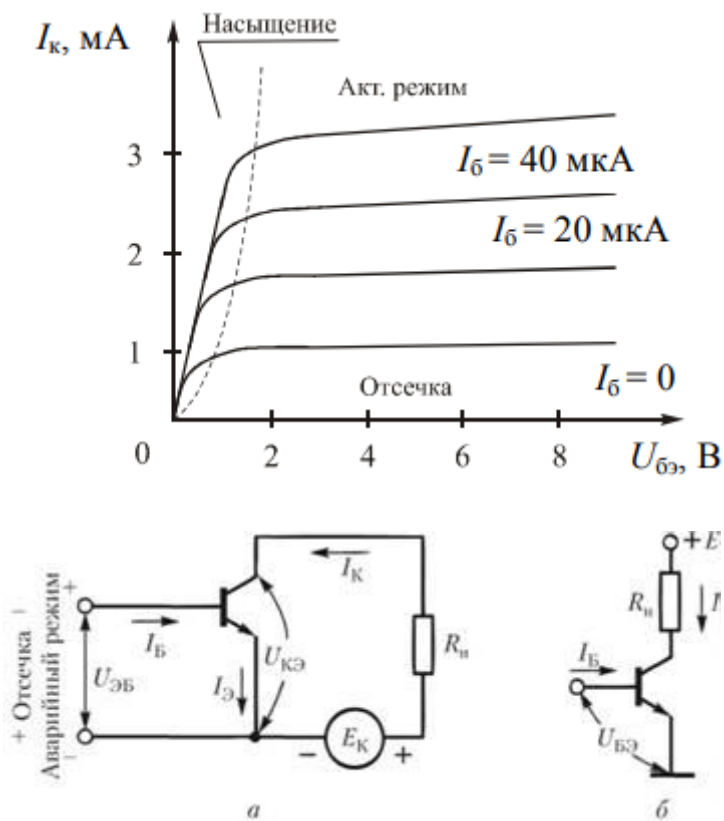 Насыщение
Iк, мА
Акт. режим
3
Iб = 40 мкА
Iб = 20 мкА
2
1
Iб = 0
Отсечка
0
2
4
6
8
Uбэ, В
+ Отсечка –
Аварийный режим
+
–
IБ
UЭБ
IЭ
UКЭ
IК
Rн
– EК +
а
+ E
Rн
I
IБ
UБЭ
б